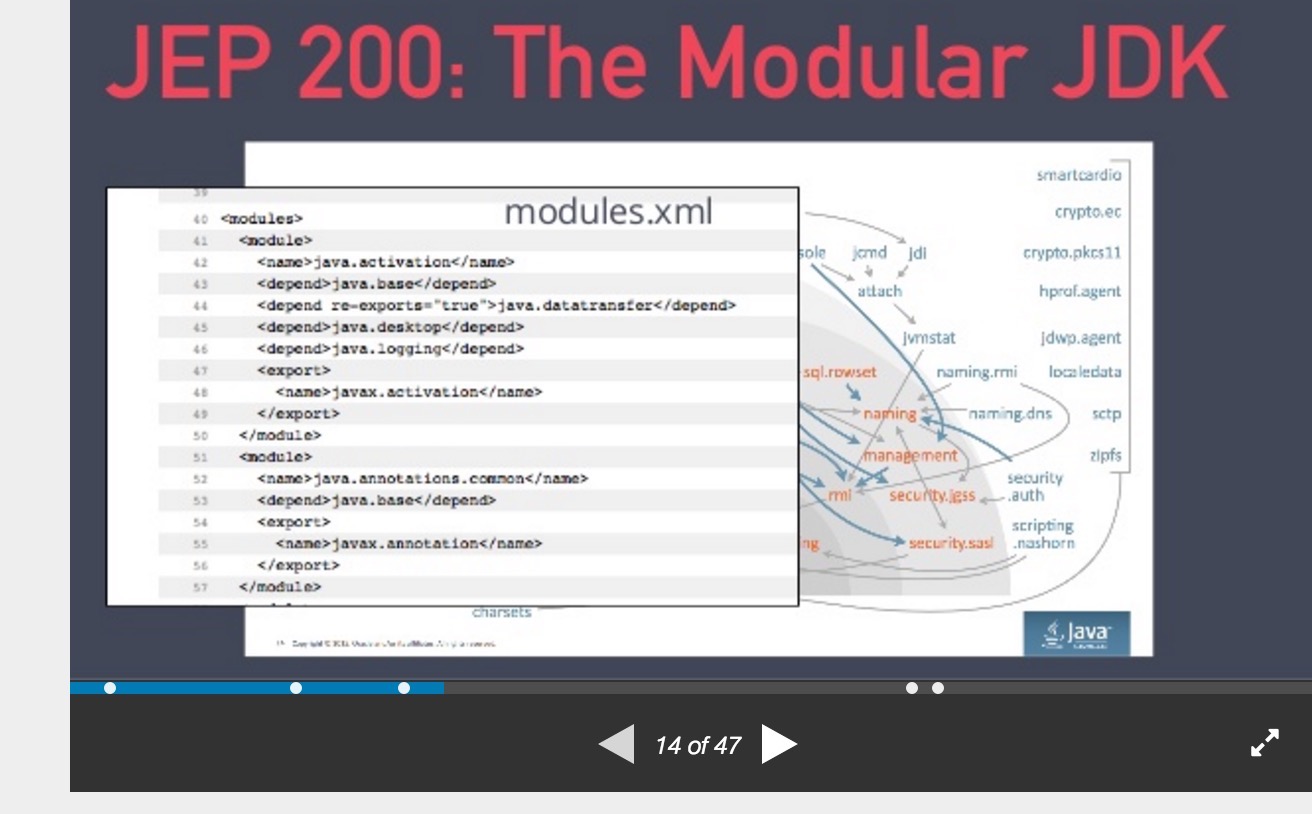 JEP 200: The Modular JDK
modules.xml
39
40 <modules>
41 <module>
42 <name>java.activation</name>
43 <depend>java.base</depend>
44 <depend re-exports="true">java.datatransfer</depend>
45 <depend>java.desktop</depend>
46 <depend>java.logging</depend>
47 <export>
48 <name>javax.activation</name>
49 </export>
50 </module>
51 <module>
52 <name>java.annotations.common</name>
53 <depend>java.base</depend>
54 <export>
55 <name>javax.annotation</name>
56 </export>
57 </module>
smartcardio
crypto.ec
sole jcmd jdi crypto.pkcs11
attach hprof.agent
jvmstat jdwp.agent
sql.rowset naming.rmi localedata
naming naming.dns sctp
management zipfs
rmi security.jgss security
.auth
ng security.sasl scripting
.nashorn
charsets
Java
14 of 47